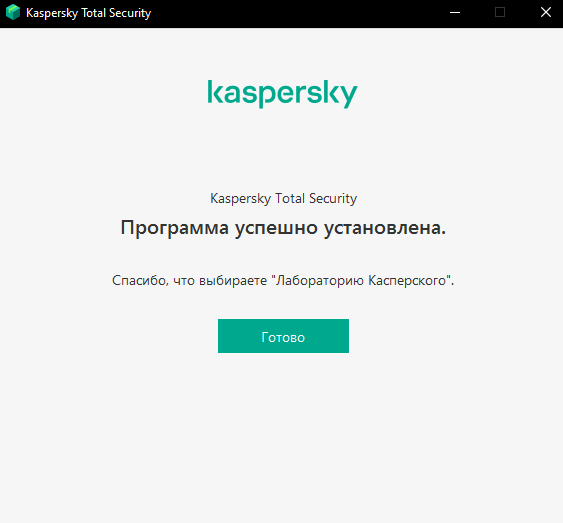 Kaspersky Total Security
kaspersky
Kaspersky Total Security
Программа успешно установлена.
Спасибо, что выбираете "Лабораторию Касперского".
Готово